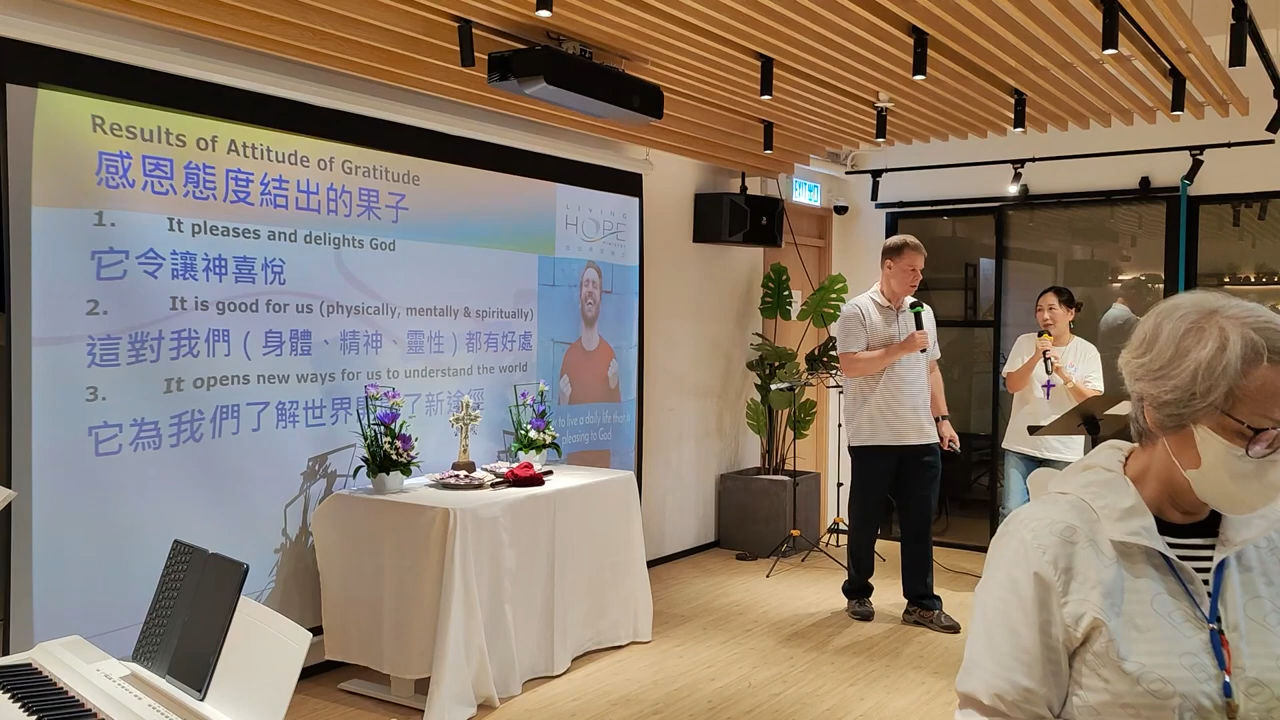 Results of Attitude of Gratitude
感恩態度結出的果子
1. It pleases and delights God
它令讓神喜悅
2. It is good for us (physically, mentally & spiritually)
這對我們 ( 身體、精神、靈性 ) 都有好處
3. It opens new ways for us to understand the world
它為我們了解世界 了新途徑
LIVING
HOPE
to live a daily life that is
pleasing to God
EXIT